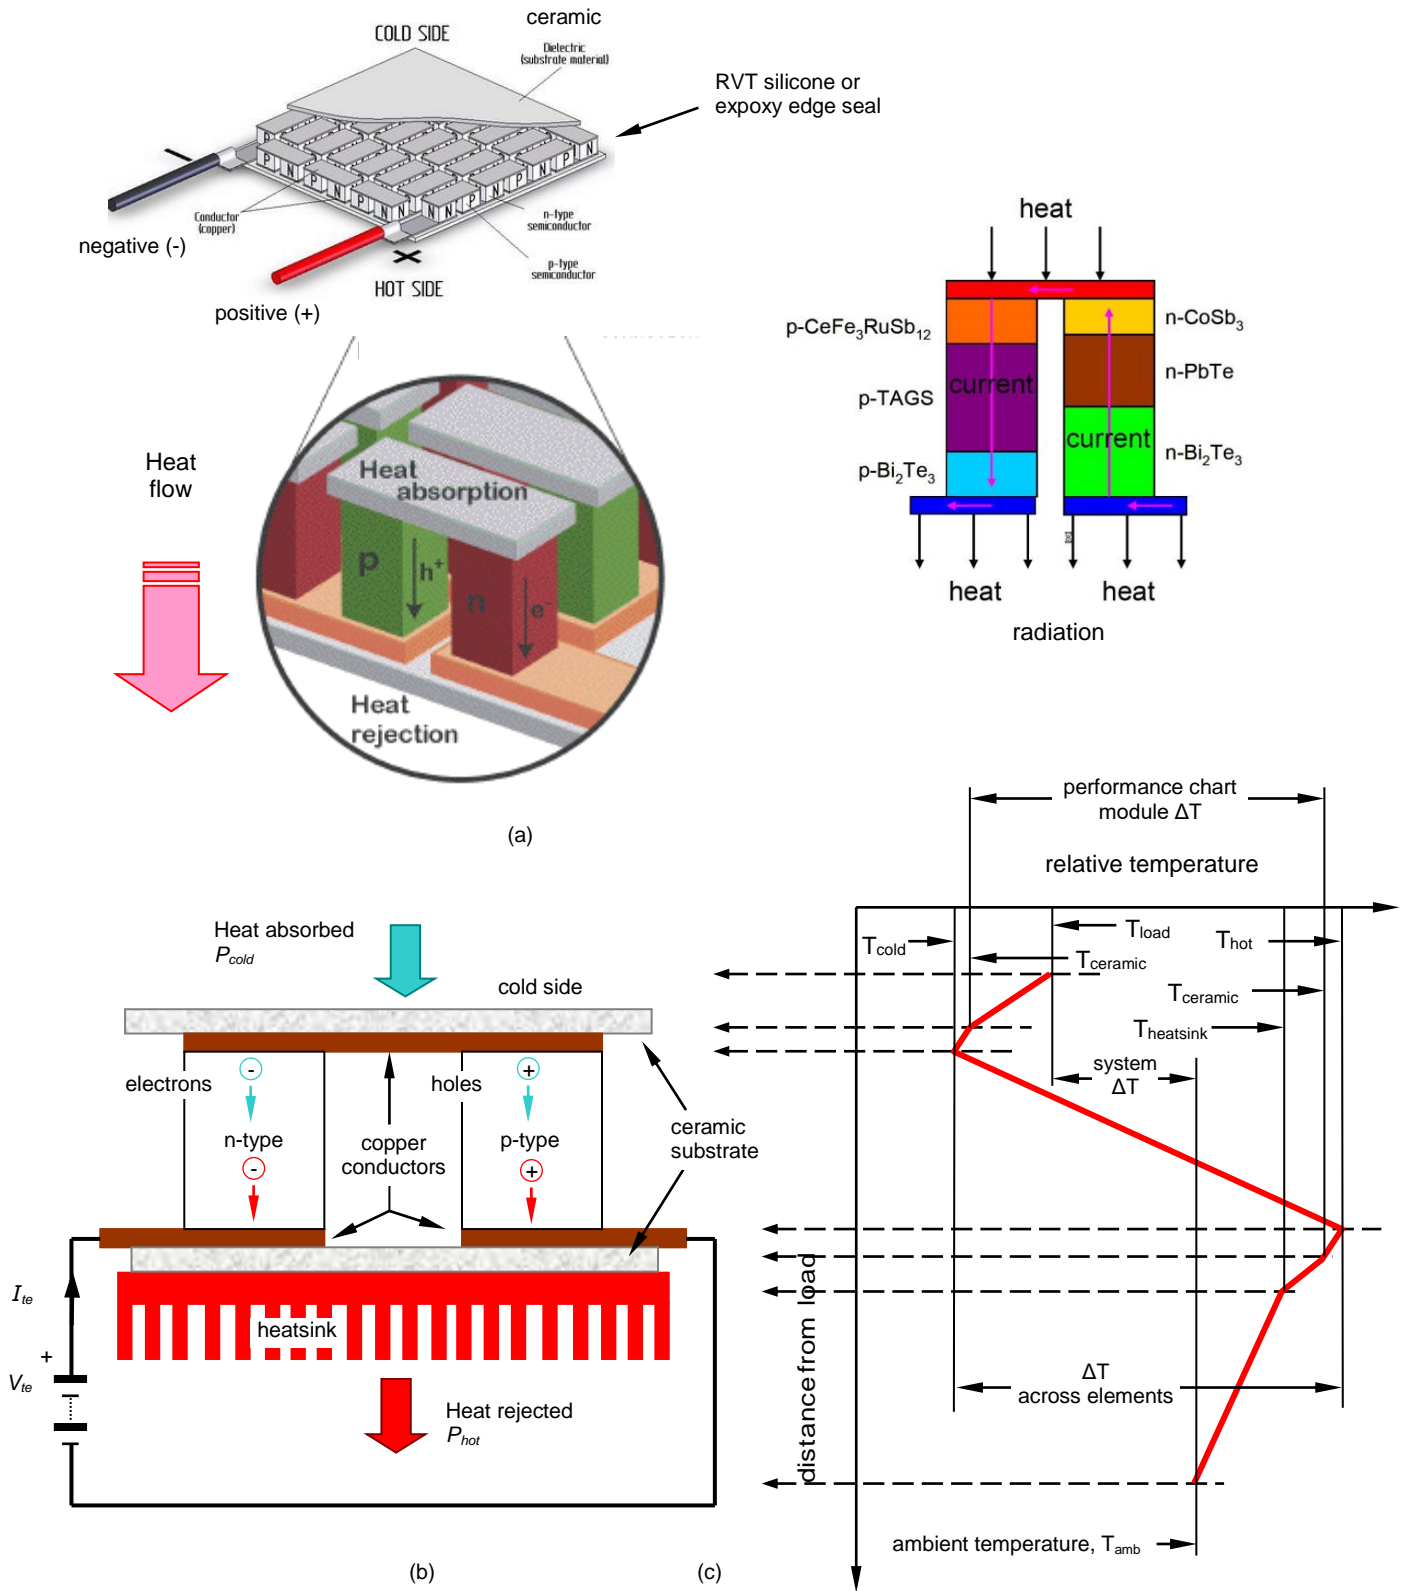 ceramic
COLD SIDE
Dielectric
(substrate material)
RVT silicone or
expoxy edge seal
P
P
N
P
N
P
N
N
N
P
N
P
N
P
N
Conductor
(copper)
n-type
semiconductor
p-type
semiconductor
negative (-)
HOT SIDE
positive (+)
heat
p-CeFe3RuSb12
n-CoSb3
n-PbTe
current
p-TAGS
current
n-Bi2Te3
p-Bi2Te3
heat
heat
radiation
Heat
flow
Heat
absorption
p
h+
n
e-
Heat
rejection
(a)
performance chart
module ΔT
relative temperature
Heat absorbed
Pcold
cold side
Tcold
Tload
Thot
Tceramic
Tceramic
Theatsink
system
ΔT
electrons
-
holes
+
n-type
p-type
-
+
copper
conductors
ceramic
substrate
Ite
heatsink
+
Vte
Heat rejected
Phot
distance from load
ΔT
across elements
ambient temperature, Tamb
(b)
(c)